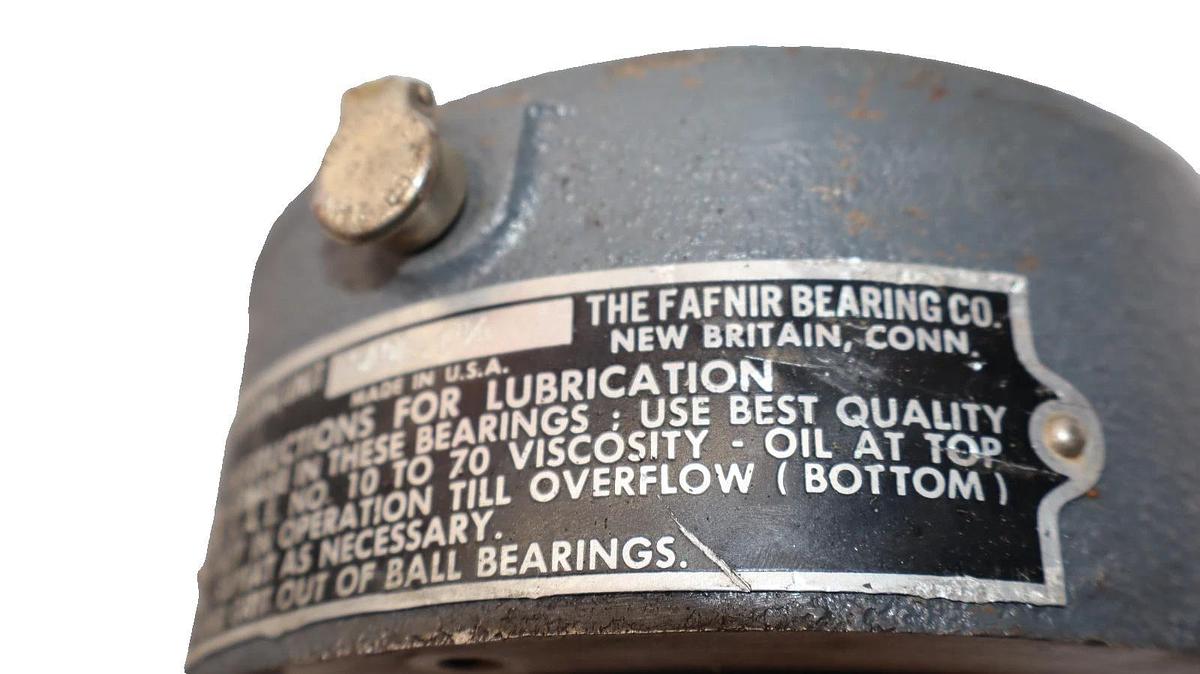 THE FAFNIR BEARING CO.
NEW BRITAIN, CONN.
MADE IN U.S.A.
FOR LUBRICATION
IN THESE BEARINGS : USE BEST QUALITY
NO. 10 TO 70 VISCOSITY - OIL AT TOP
IN OPERATION TILL OVERFLOW ( BOTTOM )
AS NECESSARY.
OUT OF BALL BEARINGS.